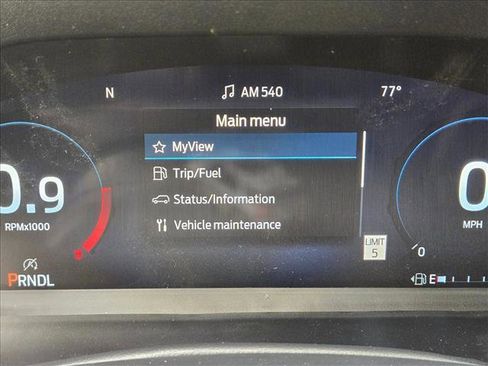 N
AM 540
77°
Main menu
MyView
Trip/Fuel
Status/Information
Vehicle maintenance
0.9
RPMx1000
0
MPH
LIMIT
5
0
PRNDL
E